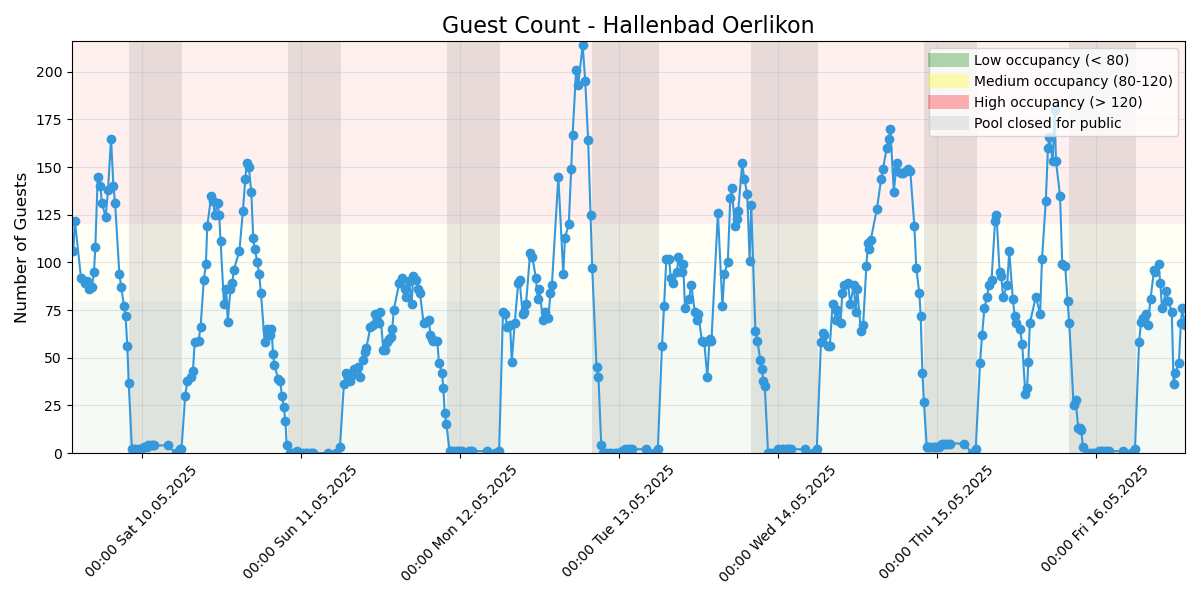 Guest Count - Hallenbad Oerlikon
Number of Guests
200
175
150
125
100
75
50
25
0
Low occupancy (< 80)
Medium occupancy (80-120)
High occupancy (> 120)
Pool closed for public
00:00 Sat 10.05.2025
00:00 Sun 11.05.2025
00:00 Mon 12.05.2025
00:00 Tue 13.05.2025
00:00 Wed 14.05.2025
00:00 Thu 15.05.2025
00:00 Fri 16.05.2025